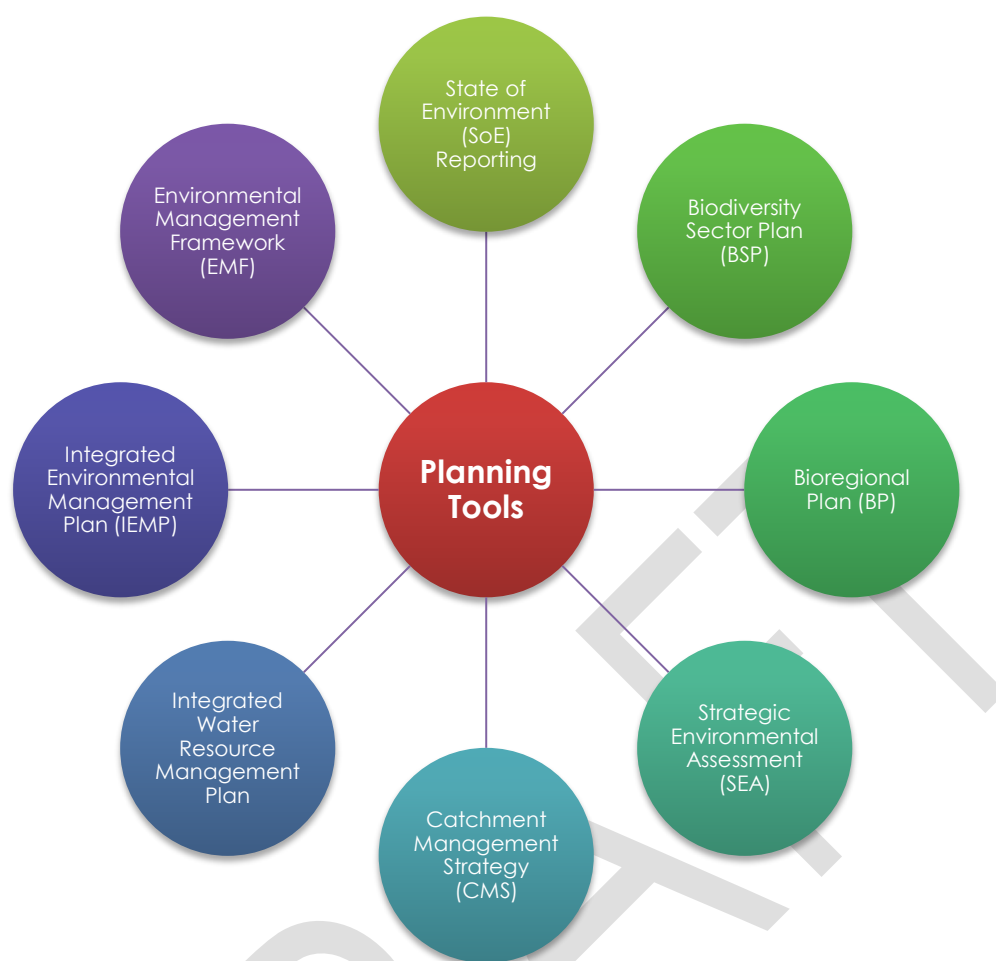 State of
Environment
(SoE)
Reporting
Biodiversity
Sector Plan
(BSP)
Bioregional
Plan (BP)
Strategic
Environmental
Assessment
(SEA)
Catchment
Management
Strategy
(CMS)
Integrated
Water
Resource
Management
Plan
Integrated
Environmental
Management
Plan (IEMP)
Environmental
Management
Framework
(EMF)
Planning
Tools